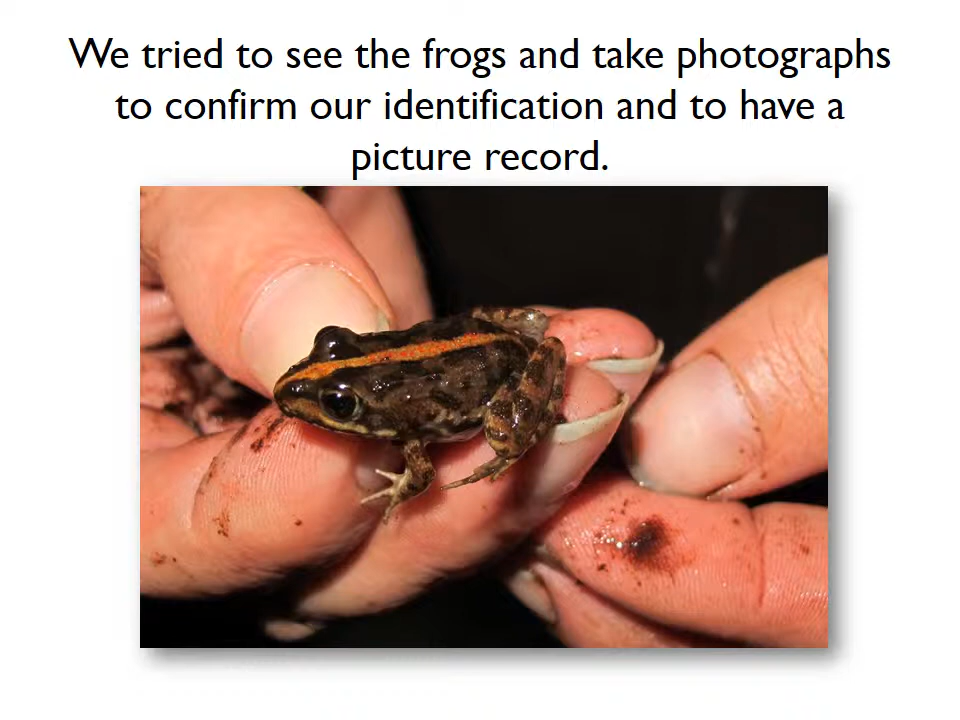 We tried to see the frogs and take photographs
to confirm our identification and to have a
picture record.